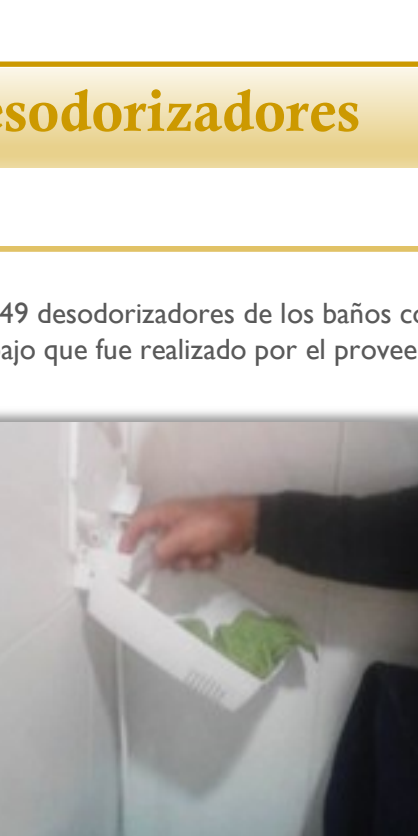 esodorizadores
49 desodorizadores de los baños co
ajo que fue realizado por el provee